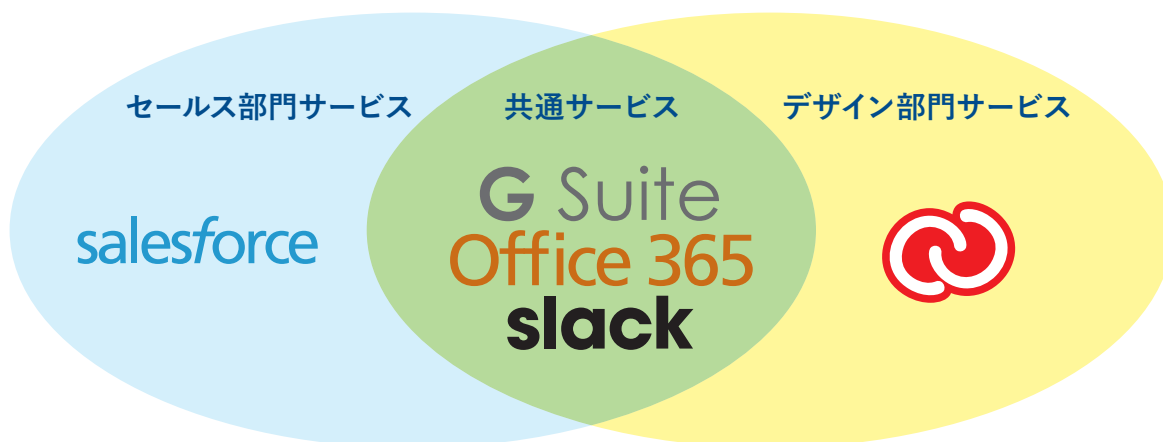 セールス部門サービス
共通サービス
デザイン部門サービス
salesforce
G Suite
Office 365
slack